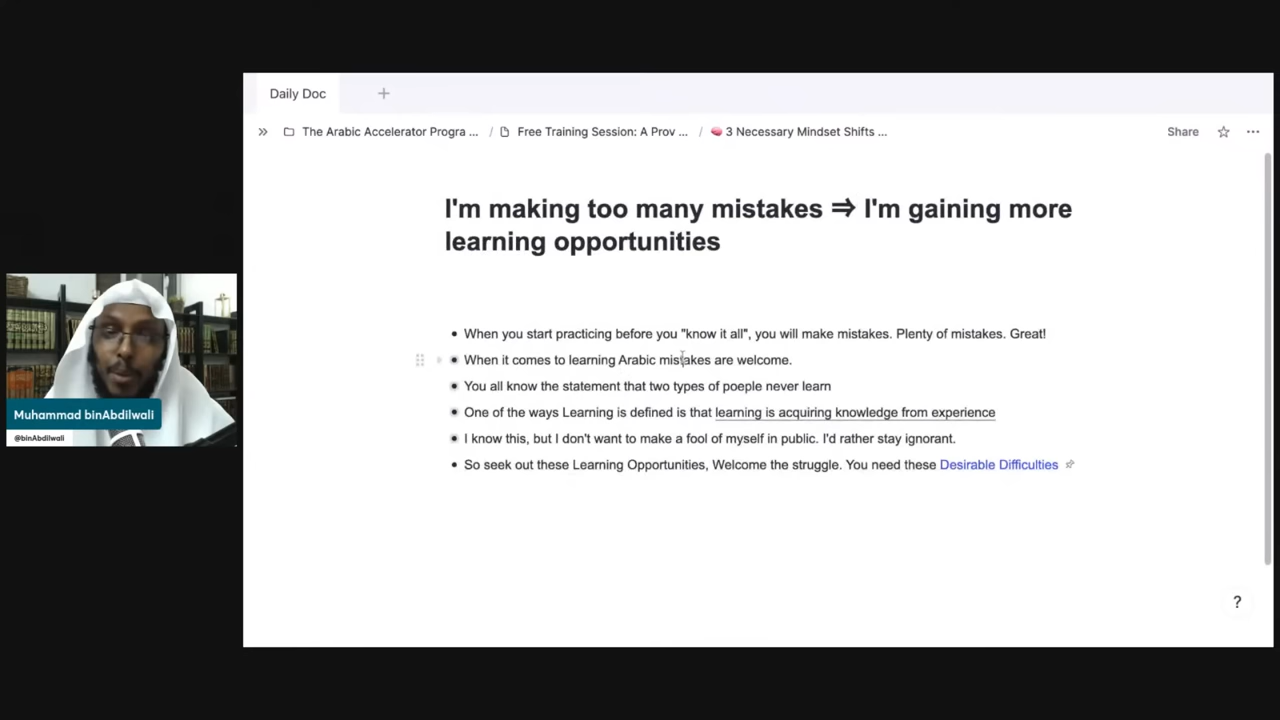 Daily Doc
The Arabic Accelerator Progra ... / Free Training Session: A Prov ... / 🧠 3 Necessary Mindset Shifts ...
Share
I'm making too many mistakes ⇒ I'm gaining more
learning opportunities
When you start practicing before you "know it all", you will make mistakes. Plenty of mistakes. Great!
When it comes to learning Arabic mistakes are welcome.
You all know the statement that two types of poeple never learn
One of the ways Learning is defined is that learning is acquiring knowledge from experience
I know this, but I don't want to make a fool of myself in public. I'd rather stay ignorant.
So seek out these Learning Opportunities, Welcome the struggle. You need these Desirable Difficulties
Muhammad binAbdilwali
@binAbdilwali
?